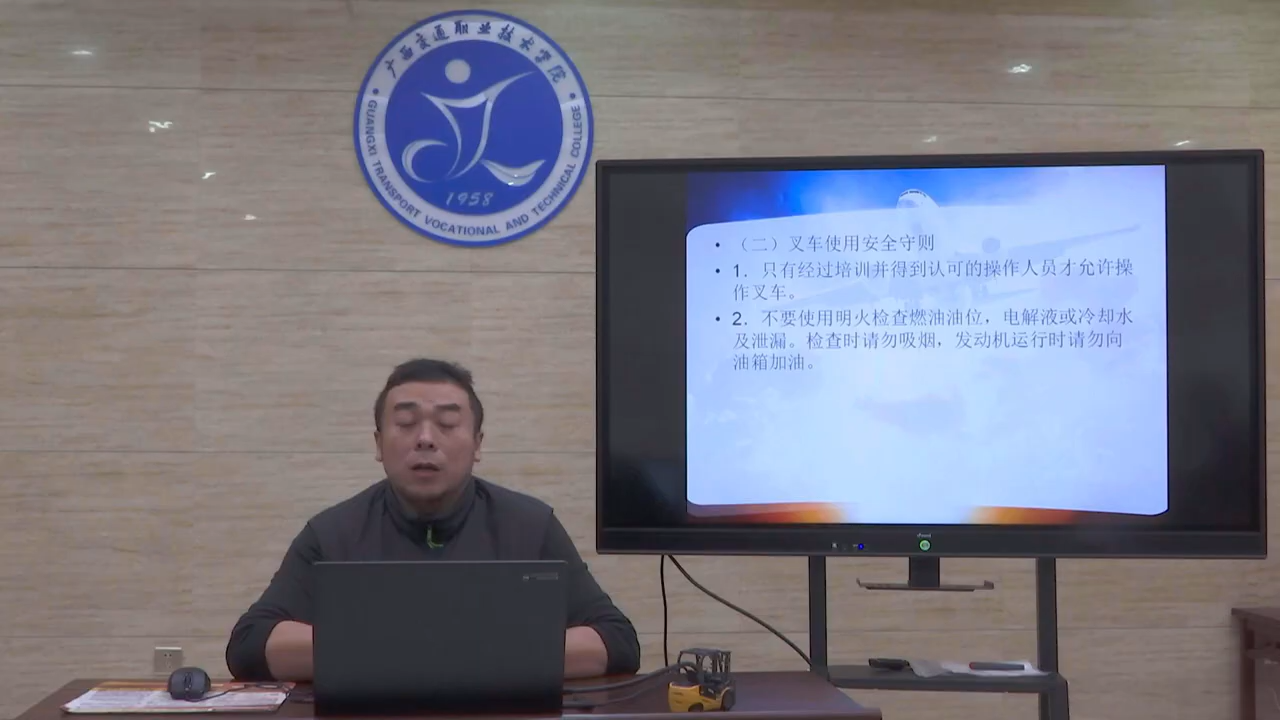 广西交通职业技术学院
GUANGXI TRANSPORT VOCATIONAL AND TECHNICAL COLLEGE
1958
• （二）叉车使用安全守则
• 1．只有经过培训并得到认可的操作人员才允许操
作叉车。
• 2．不要使用明火检查燃油油位，电解液或冷却水
及泄漏。检查时请勿吸烟，发动机运行时请勿向
油箱加油。